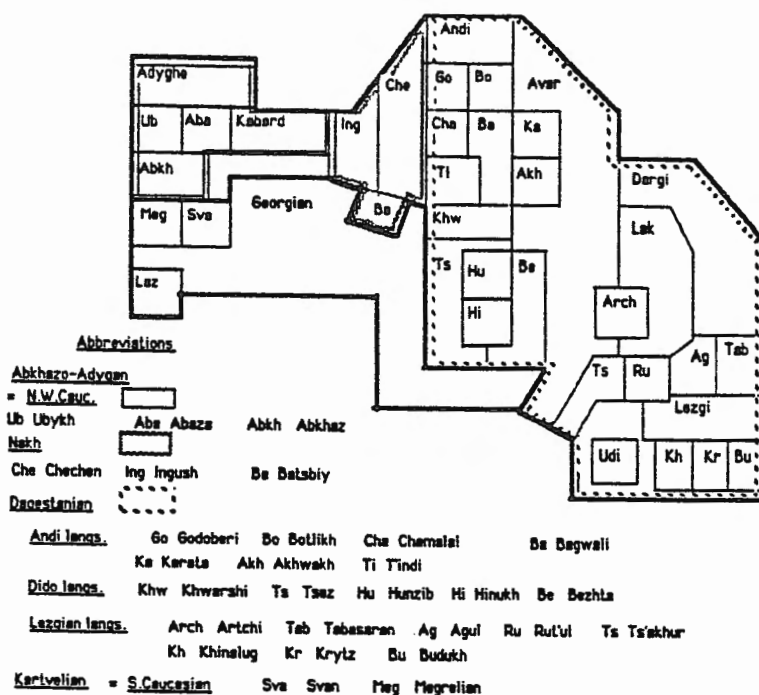 Andi
Adyghe Che Go Bo Avar
Ub Aba Kabard Ing Cha Ba Ka
Abkh Ti Akh Dargi
Meg Sva Georgian Ba Khw Lak
Laz Ts Hu Be
Hi Arch
Ts Ru Ag Tab
Lezgi
Udi Kh Kr Bu
Abbreviations
Abkhazo-Adygan
= N.W.Cauc.
Ub Ubykh Aba Abaza Abkh Abkhaz
Nakh
Che Chechen Ing Ingush Ba Batsbiy
Dagestanian
Andi langs. Go Godoberi Bo Botlikh Cha Chamalal Ba Bagwali
Ka Karata Akh Akhwakh Ti T'indi
Dido langs. Khw Khwarshi Ts Tsez Hu Hunzib Hi Hinukh Be Bezhta
Lezgian langs. Arch Artchi Tab Tabasaran Ag Agul Ru Rut'ul Ts Ts'akhur
Kh Khinalug Kr Krytz Bu Budukh
Kartvelian = S.Caucasian Sva Svan Meg Megrelian